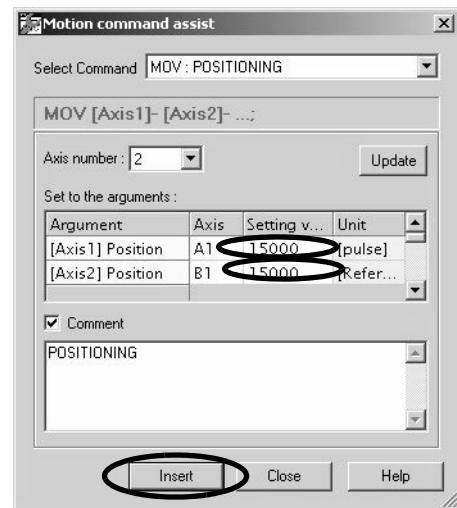 Motion command assist
Select Command MOV : POSITIONING
MOV [Axis1]- [Axis2]- ...;
Axis number : 2 Update
Set to the arguments :
Argument Axis Setting v... Unit
[Axis1] Position A1 15000 [pulse]
[Axis2] Position B1 15000 [Refer...
Comment
POSITIONING
Insert Close Help